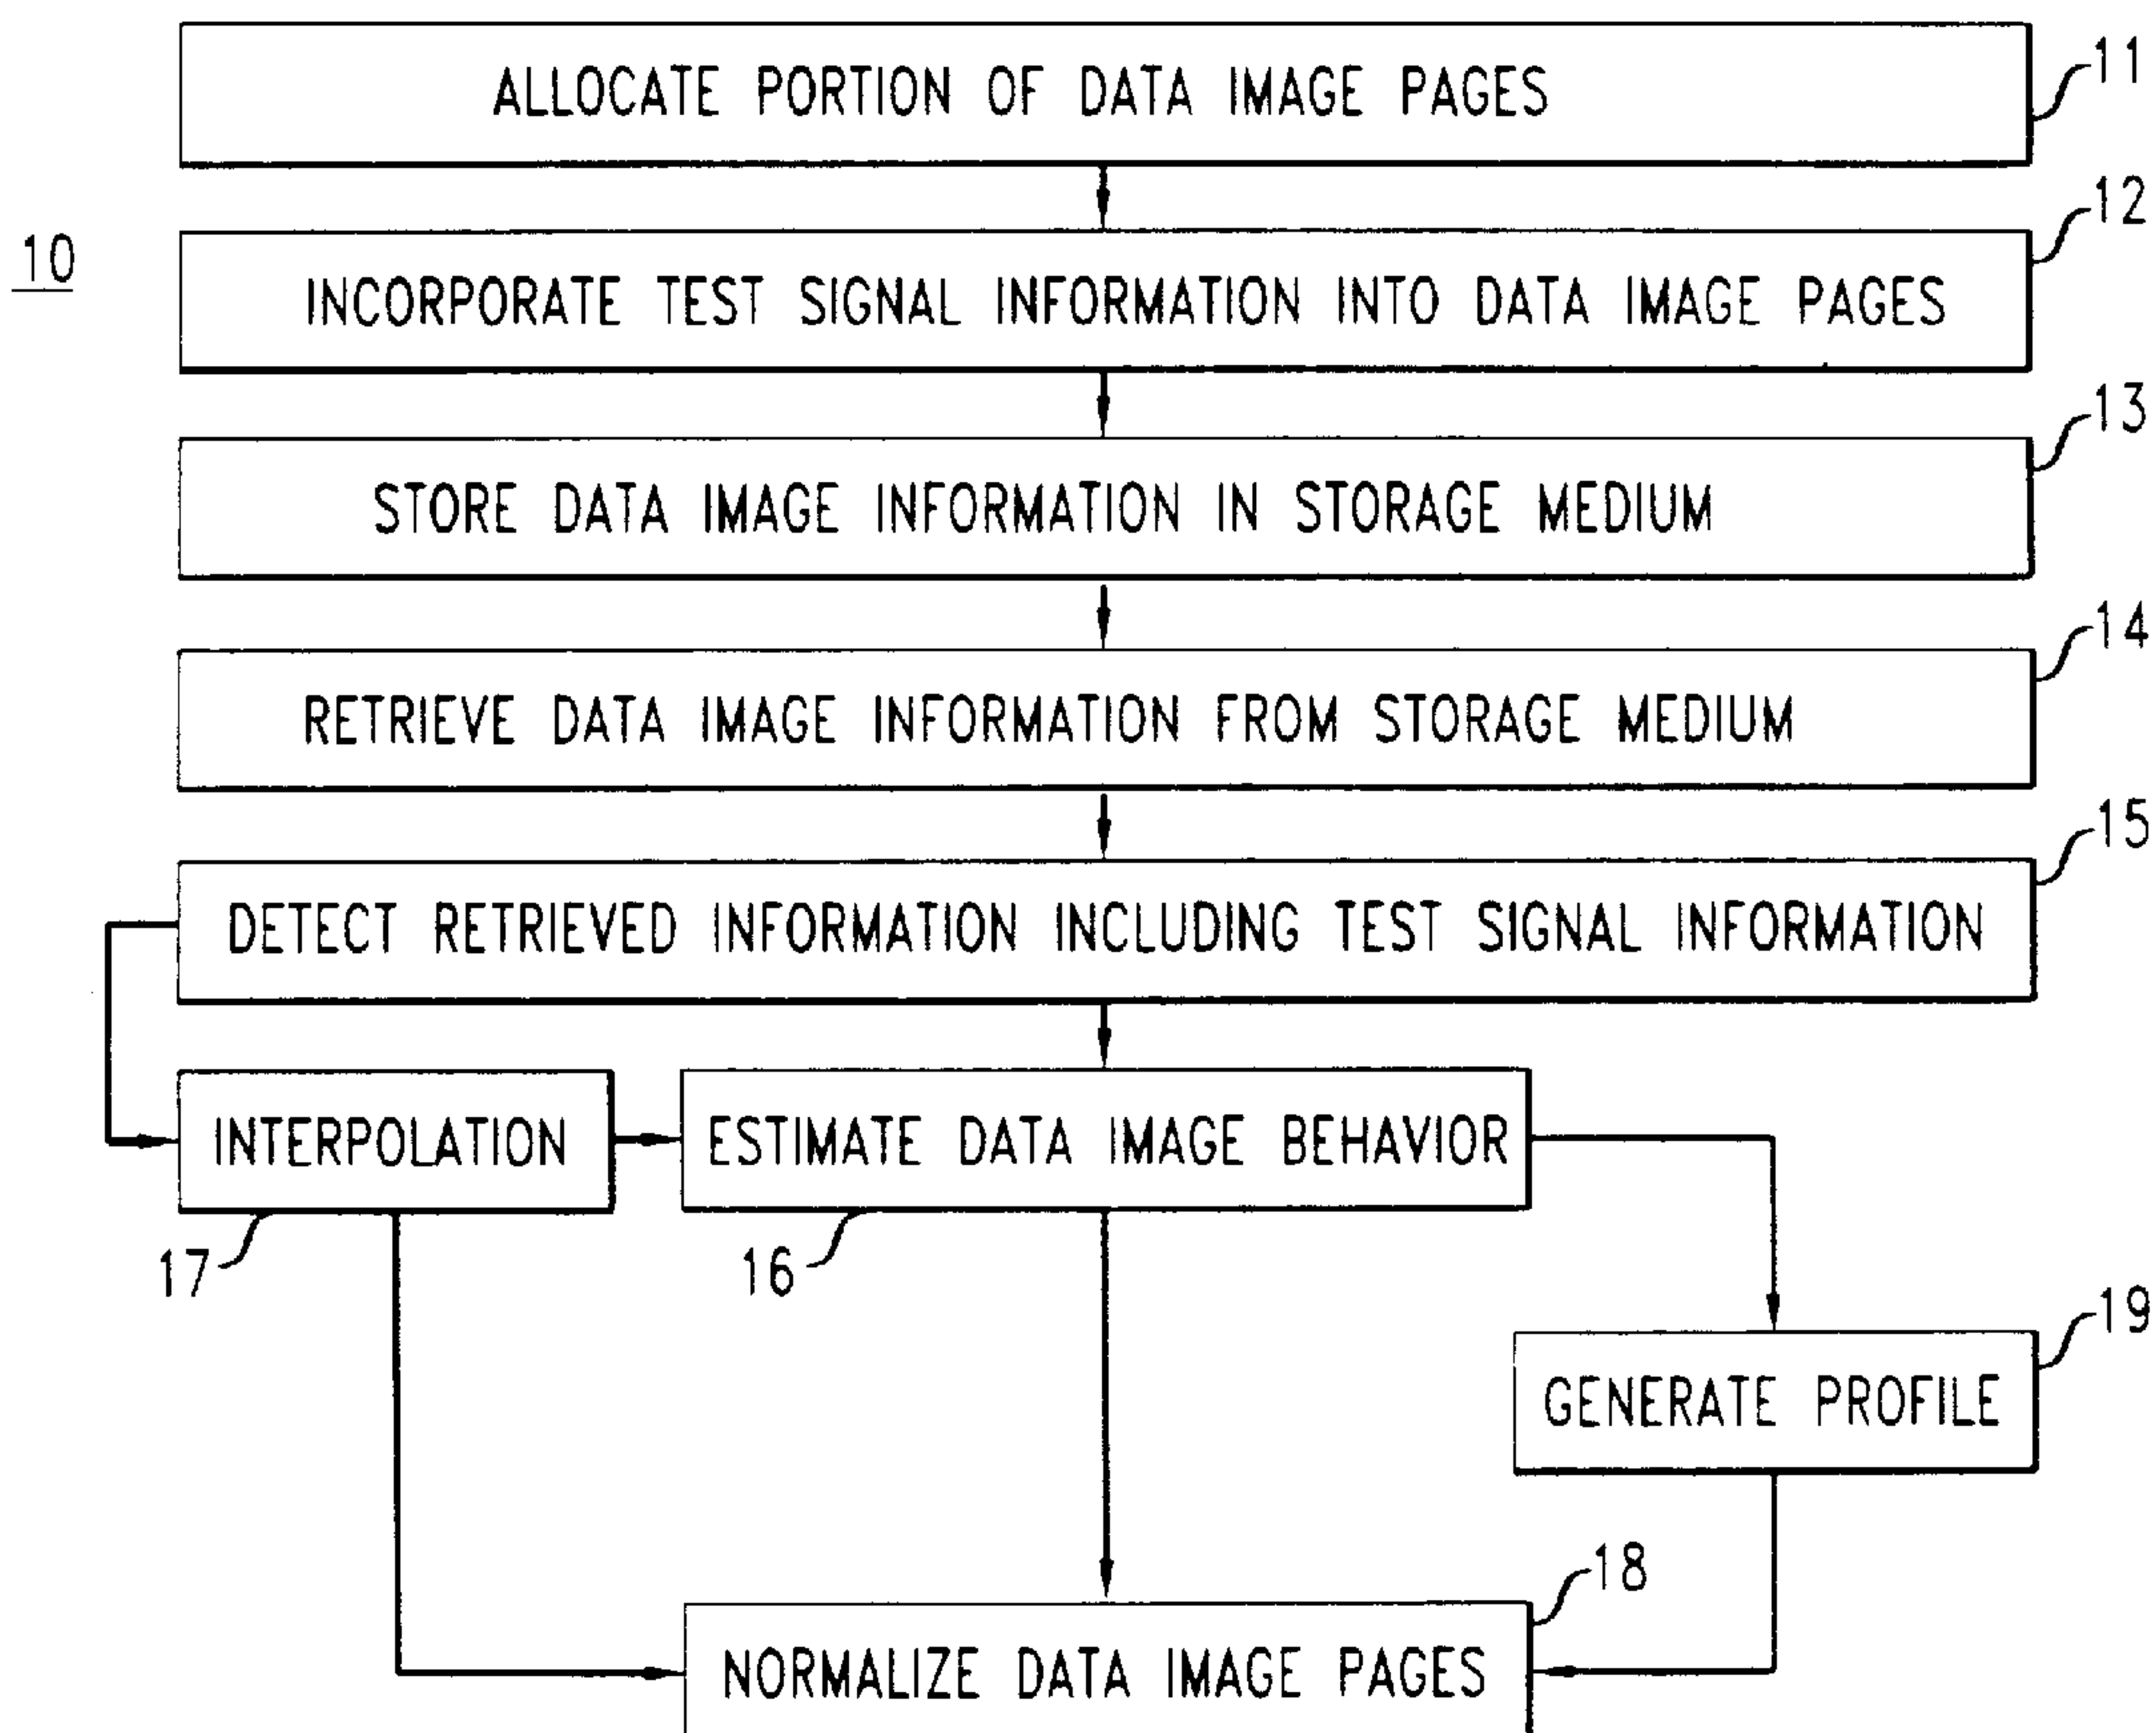 ALLOCATE PORTION OF DATA IMAGE PAGES
11
10
12
INCORPORATE TEST SIGNAL INFORMATION INTO DATA IMAGE PAGES
13
STORE DATA IMAGE INFORMATION IN STORAGE MEDIUM
14
RETRIEVE DATA IMAGE INFORMATION FROM STORAGE MEDIUM
15
DETECT RETRIEVED INFORMATION INCLUDING TEST SIGNAL INFORMATION
INTERPOLATION
ESTIMATE DATA IMAGE BEHAVIOR
17
16
19
GENERATE PROFILE
18
NORMALIZE DATA IMAGE PAGES